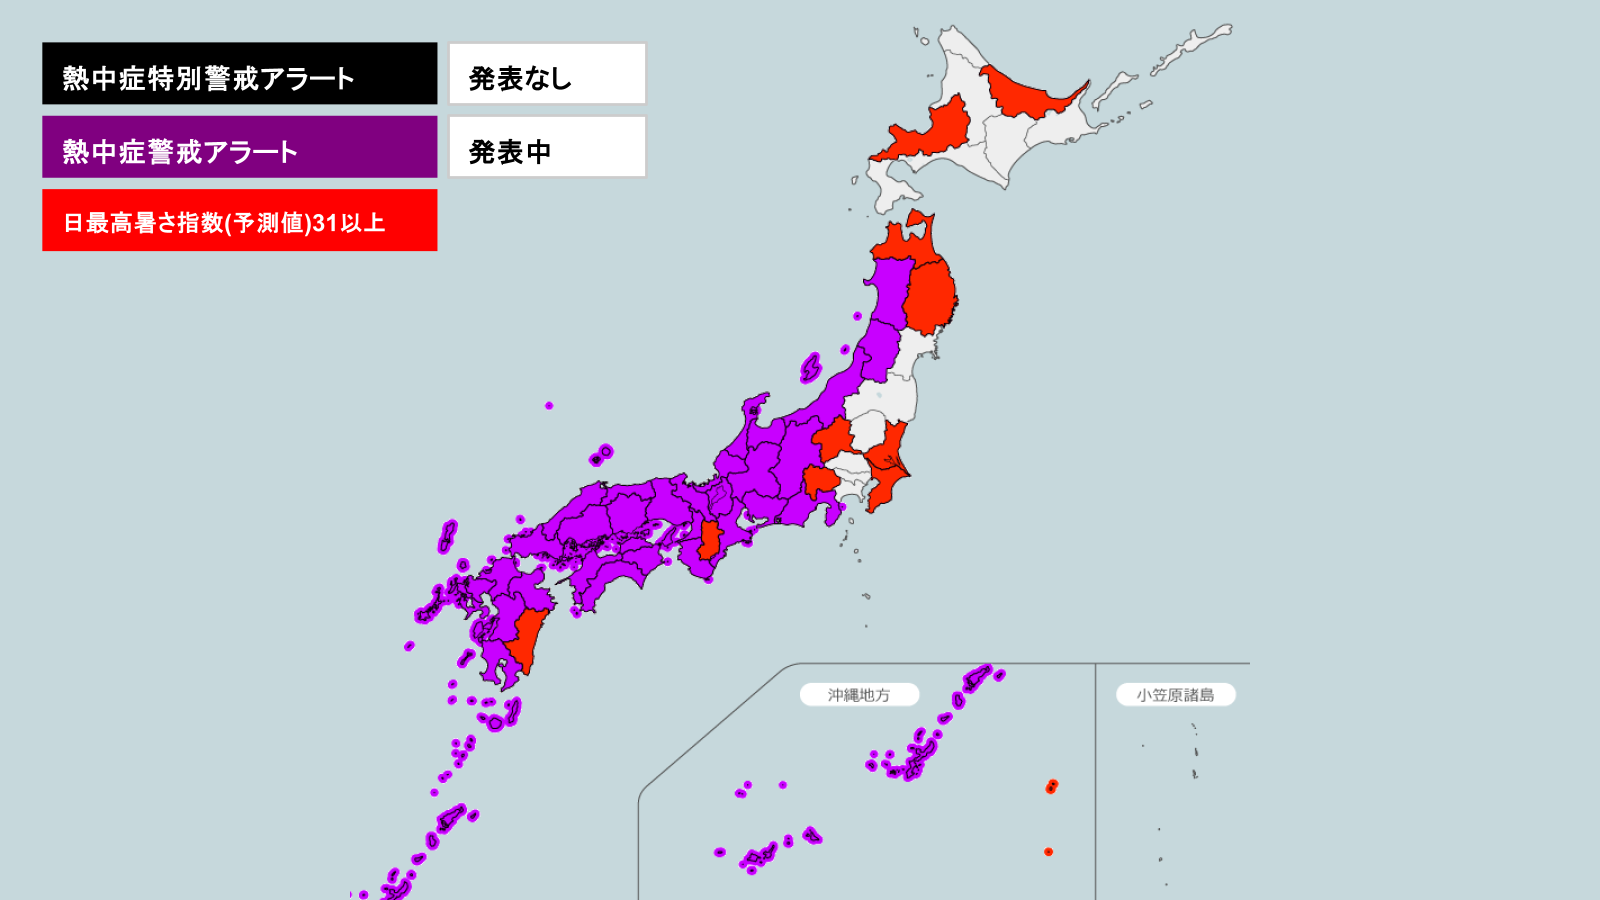 熱中症特別警戒アラート
発表なし
熱中症警戒アラート
発表中
日最高暑さ指数(予測値)31以上
沖縄地方
小笠原諸島